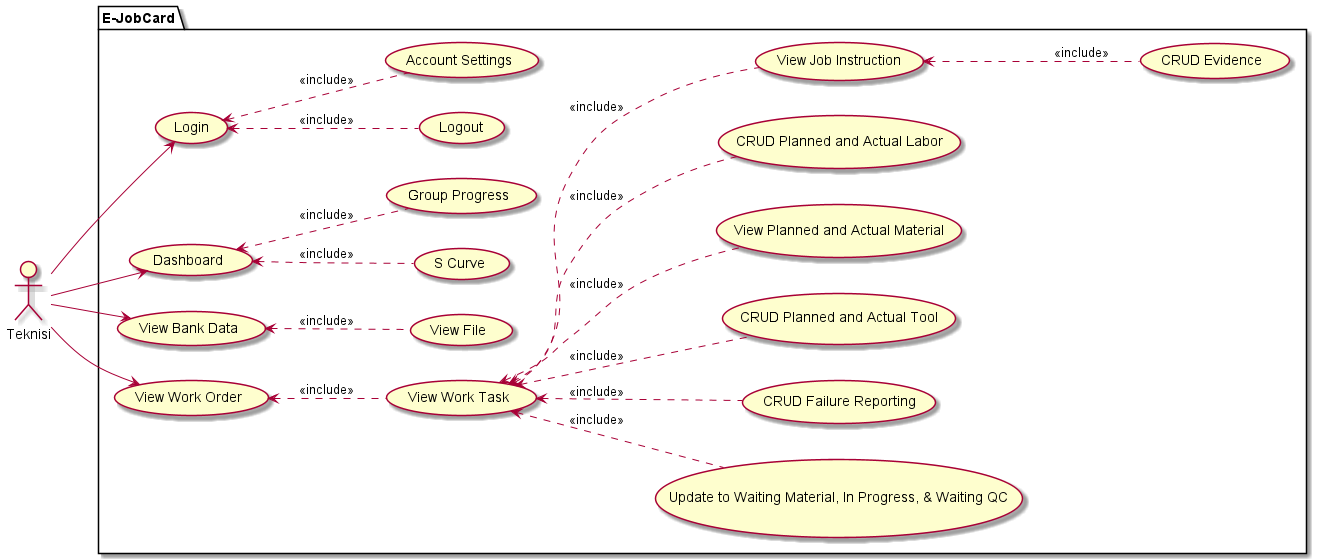 E-JobCard
Account Settings
«include»
View Job Instruction
«include»
CRUD Evidence
Login
«include»
Logout
«include»
CRUD Planned and Actual Labor
«include»
Group Progress
«include»
View Planned and Actual Material
«include»
Dashboard
«include»
S Curve
Teknisi
View Bank Data
«include»
View File
«include»
CRUD Planned and Actual Tool
«include»
View Work Order
«include»
View Work Task
«include»
CRUD Failure Reporting
«include»
Update to Waiting Material, In Progress, & Waiting QC